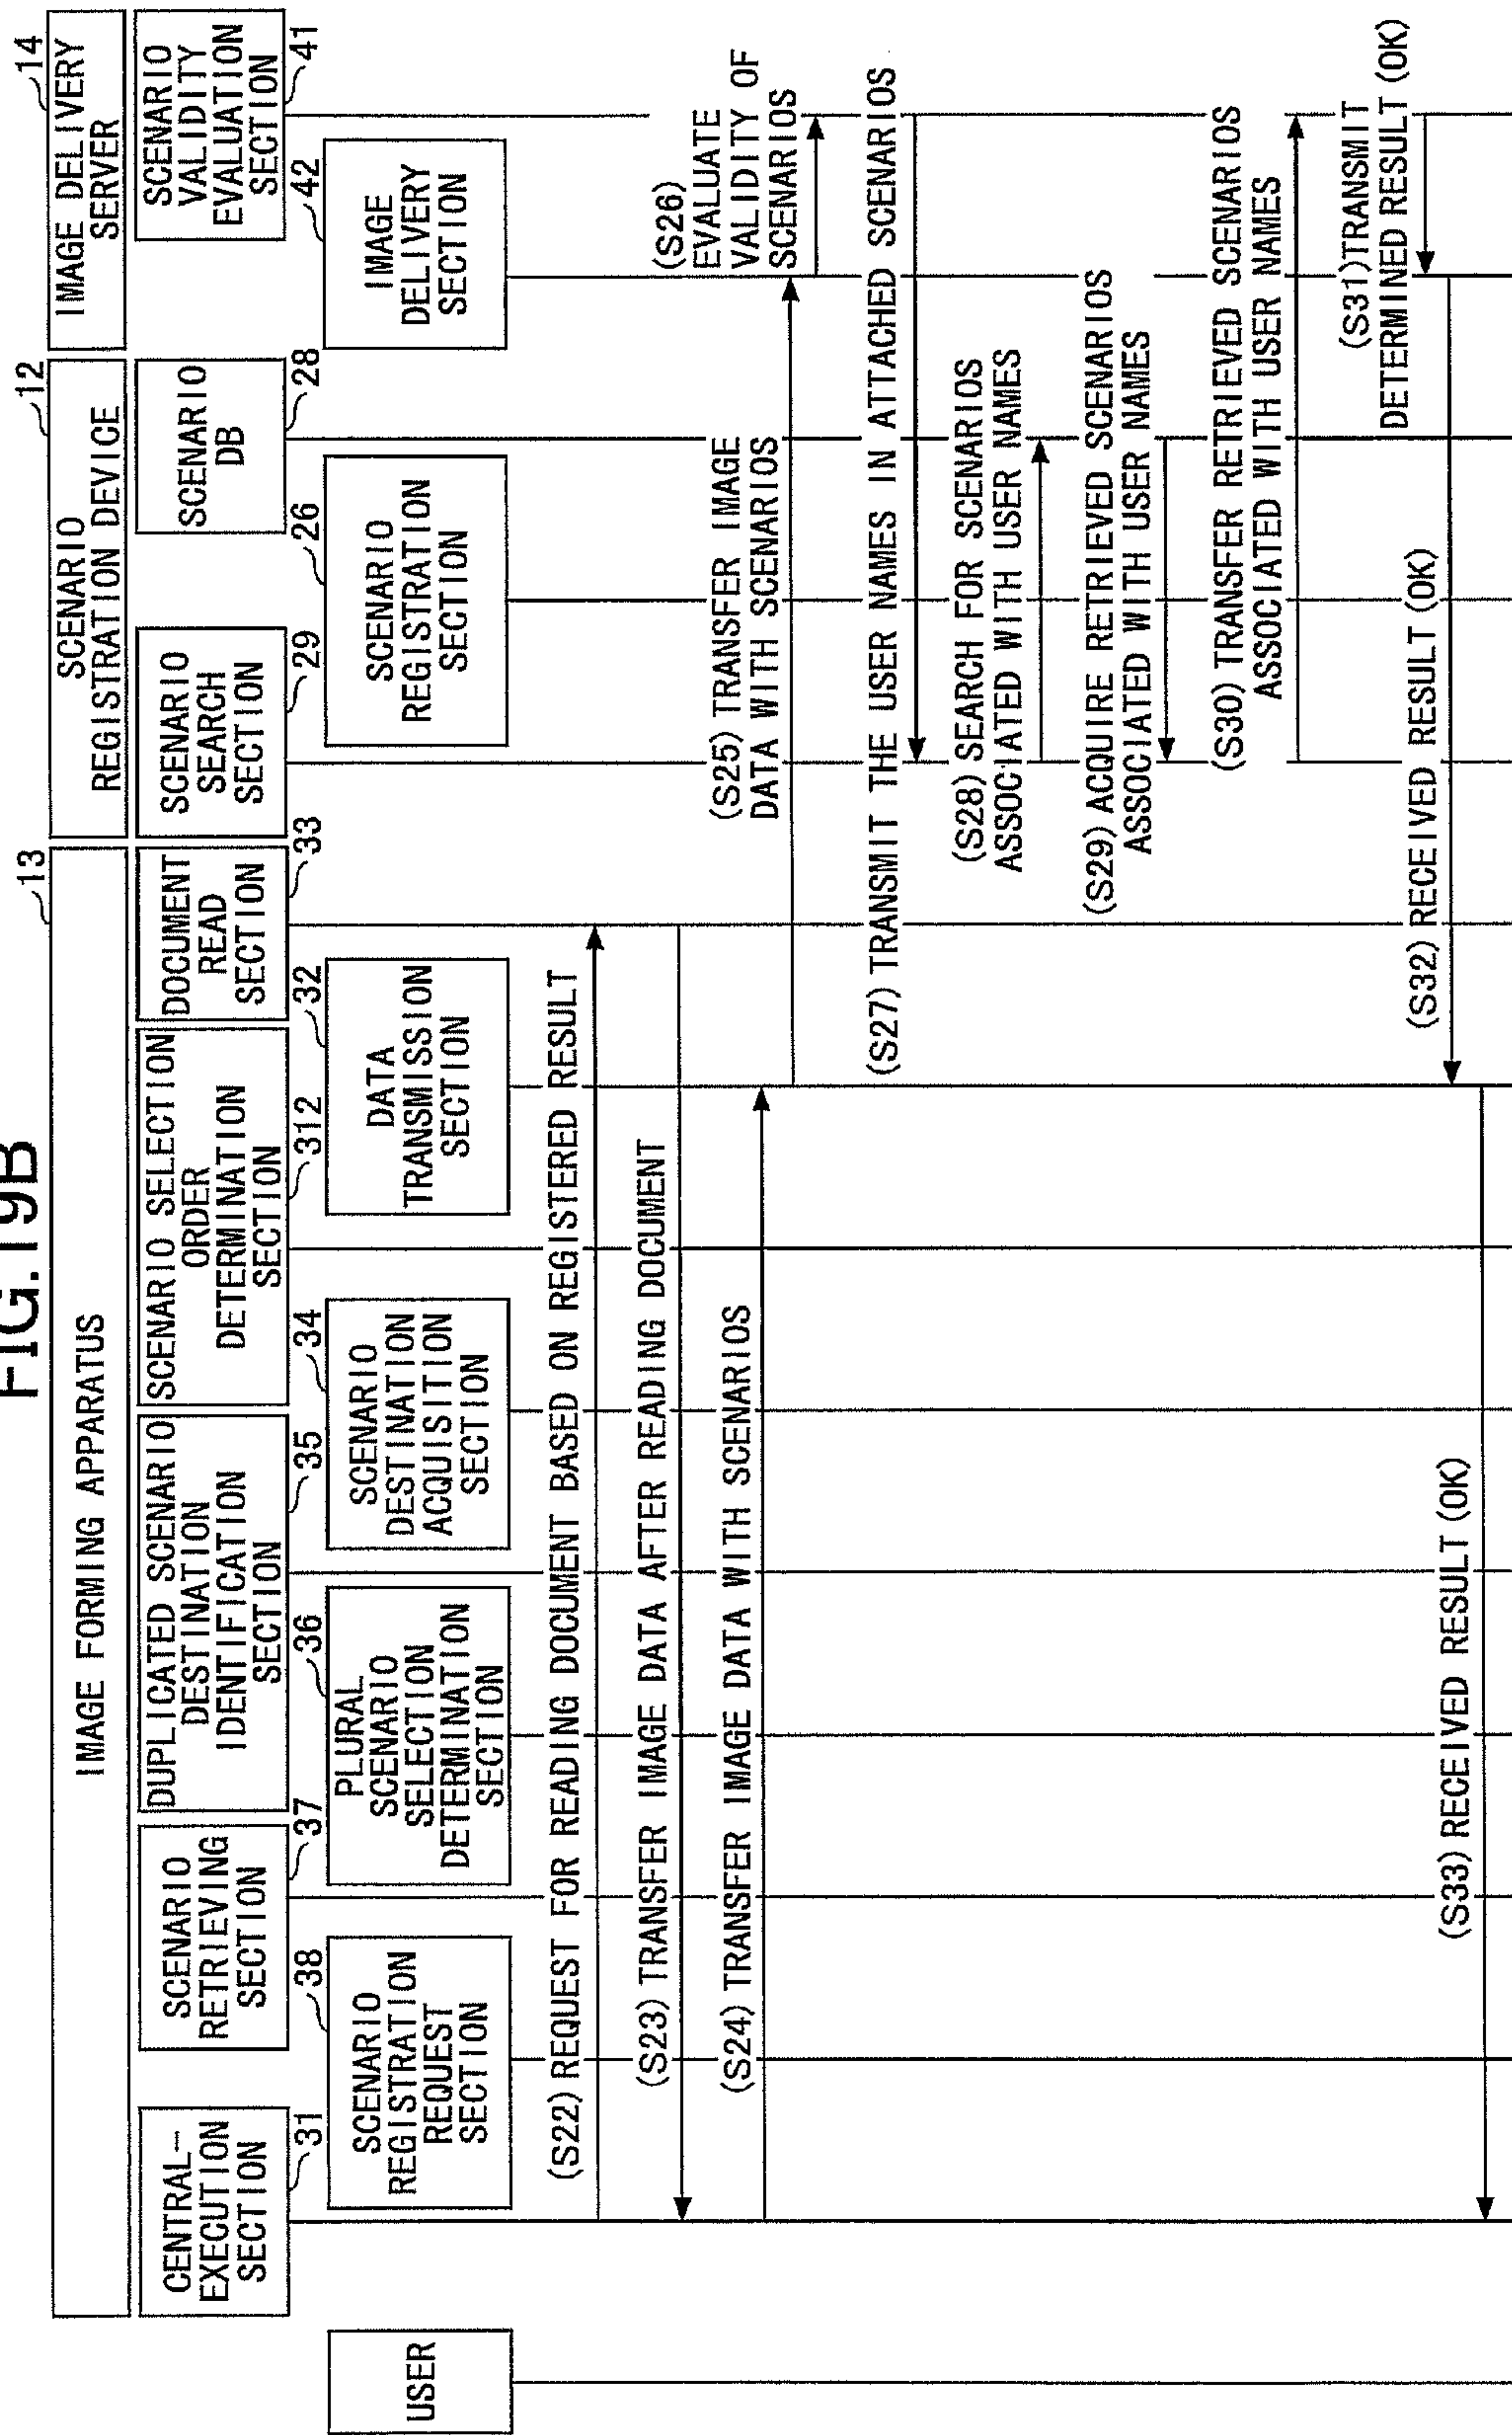 FIG.19B
13
IMAGE FORMING APPARATUS
12
SCENARIO
REGISTRATION DEVICE
14
IMAGE DELIVERY
SERVER
CENTRAL-
EXECUTION
SECTION
31
SCENARIO
RETRIEVING
SECTION
37
DUPLICATED SCENARIO
DESTINATION
IDENTIFICATION
SECTION
35
SCENARIO SELECTION
ORDER
DETERMINATION
SECTION
312
DOCUMENT
READ
SECTION
33
SCENARIO
SEARCH
SECTION
29
SCENARIO
DB
28
SCENARIO
VALIDITY
EVALUATION
SECTION
41
USER
38
SCENARIO
REGISTRATION
REQUEST
SECTION
36
PLURAL
SCENARIO
SELECTION
DETERMINATION
SECTION
34
SCENARIO
DESTINATION
ACQUISITION
SECTION
32
DATA
TRANSMISSION
SECTION
26
SCENARIO
REGISTRATION
SECTION
42
IMAGE
DELIVERY
SECTION
(S22) REQUEST FOR READING DOCUMENT BASED ON REGISTERED RESULT
(S23) TRANSFER IMAGE DATA AFTER READING DOCUMENT
(S24) TRANSFER IMAGE DATA WITH SCENARIOS
(S25) TRANSFER IMAGE
DATA WITH SCENARIOS
(S26)
EVALUATE
VALIDITY OF
SCENARIOS
(S27) TRANSMIT THE USER NAMES IN ATTACHED SCENARIOS
(S28) SEARCH FOR SCENARIOS
ASSOCIATED WITH USER NAMES
(S29) ACQUIRE RETRIEVED SCENARIOS
ASSOCIATED WITH USER NAMES
(S30) TRANSFER RETRIEVED SCENARIOS
ASSOCIATED WITH USER NAMES
(S31) TRANSMIT
DETERMINED RESULT (OK)
(S32) RECEIVED RESULT (OK)
(S33) RECEIVED RESULT (OK)